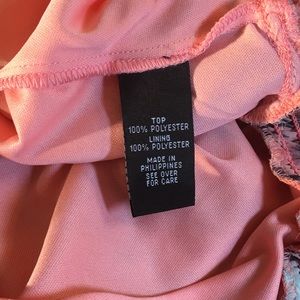 TOP
100% POLYESTER
LINING
100% POLYESTER
MADE IN
PHILIPPINES
SEE OVER
FOR CARE